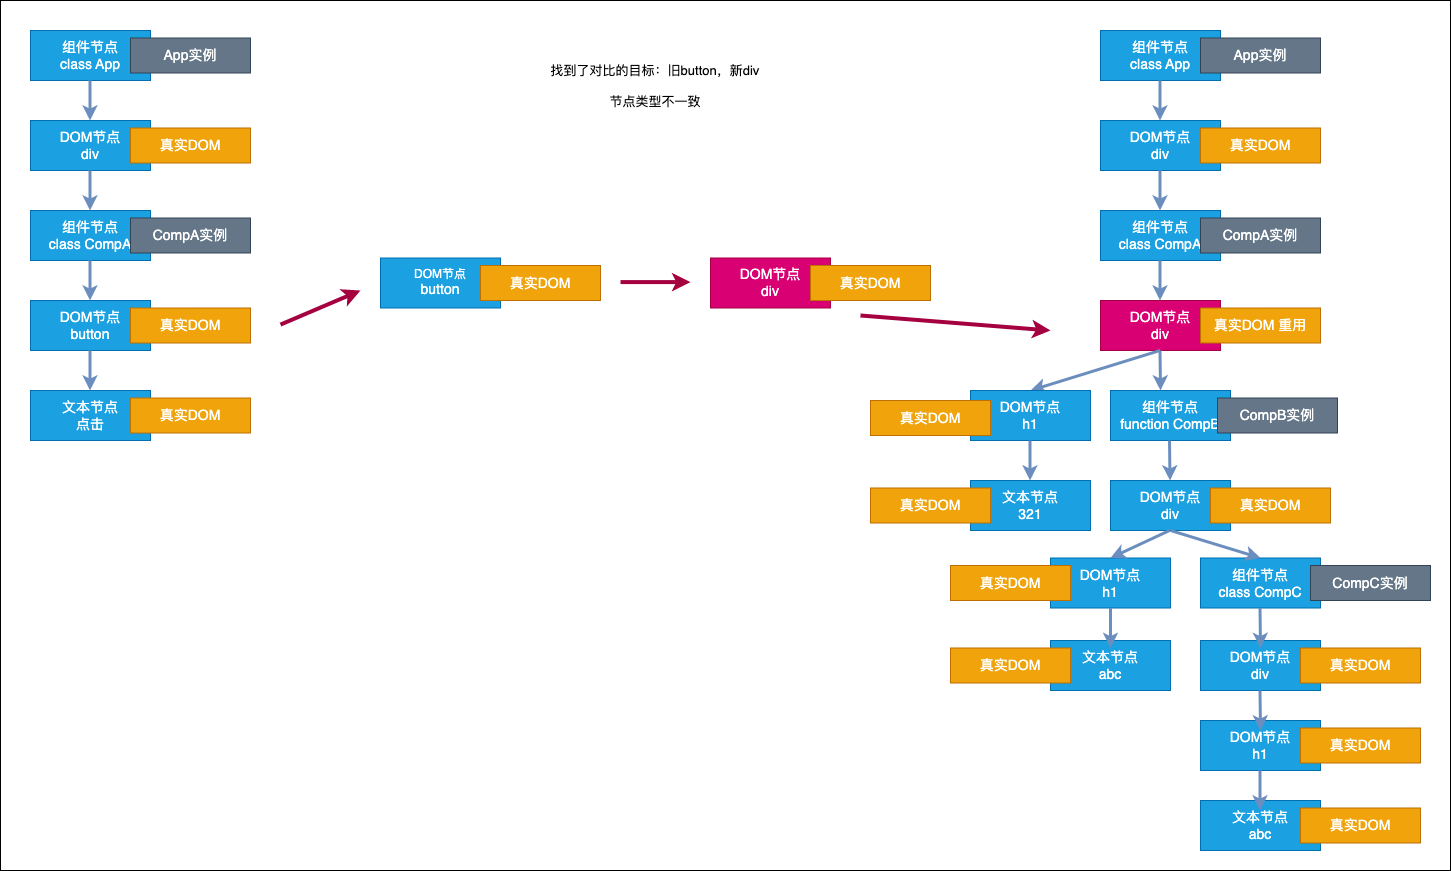 组件节点
class App
App实例
DOM节点
div
真实DOM
组件节点
class CompA
CompA实例
DOM节点
button
真实DOM
文本节点
点击
真实DOM
找到了对比的目标：旧button，新div
节点类型不一致
DOM节点
button
真实DOM
DOM节点
div
真实DOM
组件节点
class App
App实例
DOM节点
div
真实DOM
组件节点
class CompA
CompA实例
DOM节点
div
真实DOM 重用
真实DOM
DOM节点
h1
组件节点
function CompB
CompB实例
真实DOM
文本节点
321
DOM节点
div
真实DOM
真实DOM
DOM节点
h1
组件节点
class CompC
CompC实例
真实DOM
文本节点
abc
DOM节点
div
真实DOM
DOM节点
h1
真实DOM
文本节点
abc
真实DOM